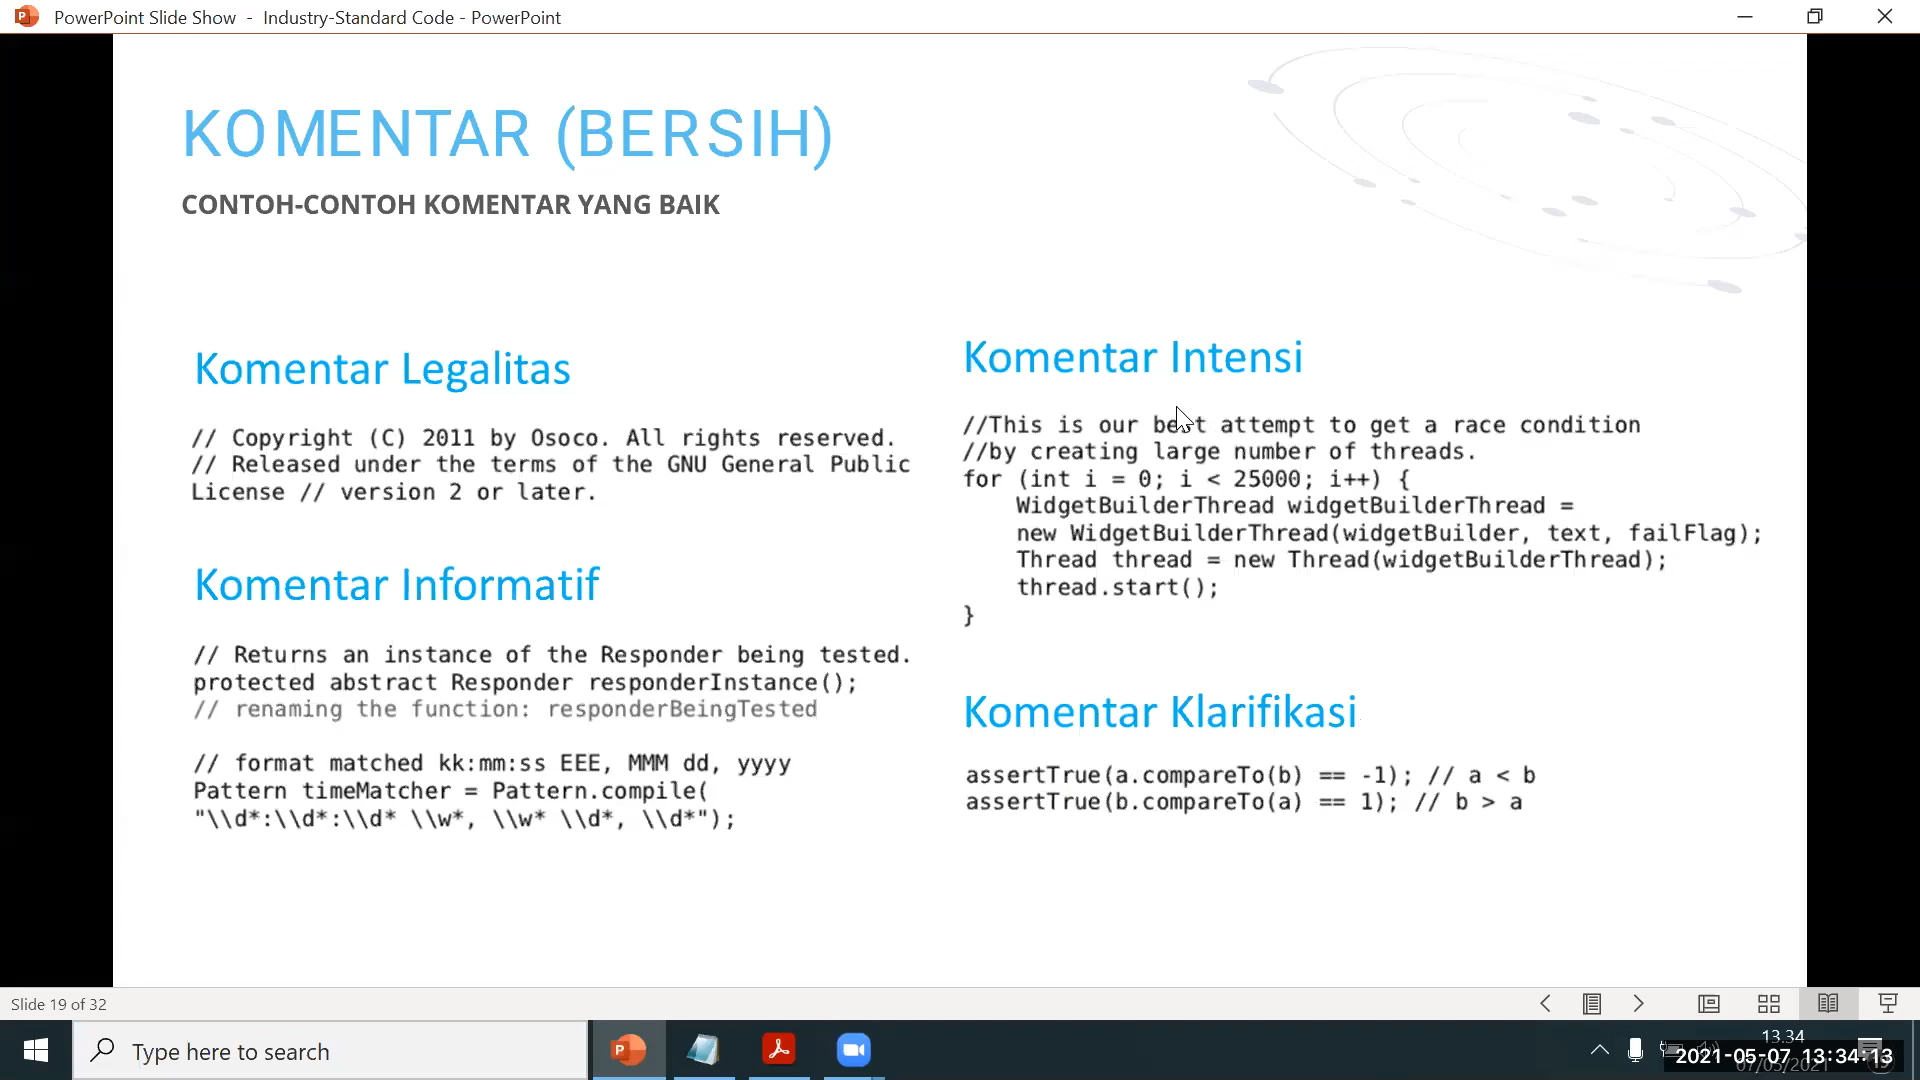 PowerPoint Slide Show - Industry-Standard Code - PowerPoint
KOMENTAR (BERSIH)
CONTOH-CONTOH KOMENTAR YANG BAIK
Komentar Legalitas
// Copyright (C) 2011 by Osoco. All rights reserved.
// Released under the terms of the GNU General Public
License // version 2 or later.
Komentar Informatif
// Returns an instance of the Responder being tested.
protected abstract Responder responderInstance();
// renaming the function: responderBeingTested
// format matched kk:mm:ss EEE, MMM dd, yyyy
Pattern timeMatcher = Pattern.compile(
"\\d*:\\d*:\\d* \\w*, \\w* \\d*, \\d*");
Komentar Intensi
//This is our best attempt to get a race condition
//by creating large number of threads.
for (int i = 0; i < 25000; i++) {
WidgetBuilderThread widgetBuilderThread =
new WidgetBuilderThread(widgetBuilder, text, failFlag);
Thread thread = new Thread(widgetBuilderThread);
thread.start();
}
Komentar Klarifikasi
assertTrue(a.compareTo(b) == -1); // a < b
assertTrue(b.compareTo(a) == 1); // b > a
Slide 19 of 32
Type here to search
13.34
2021-05-07 13:34:13